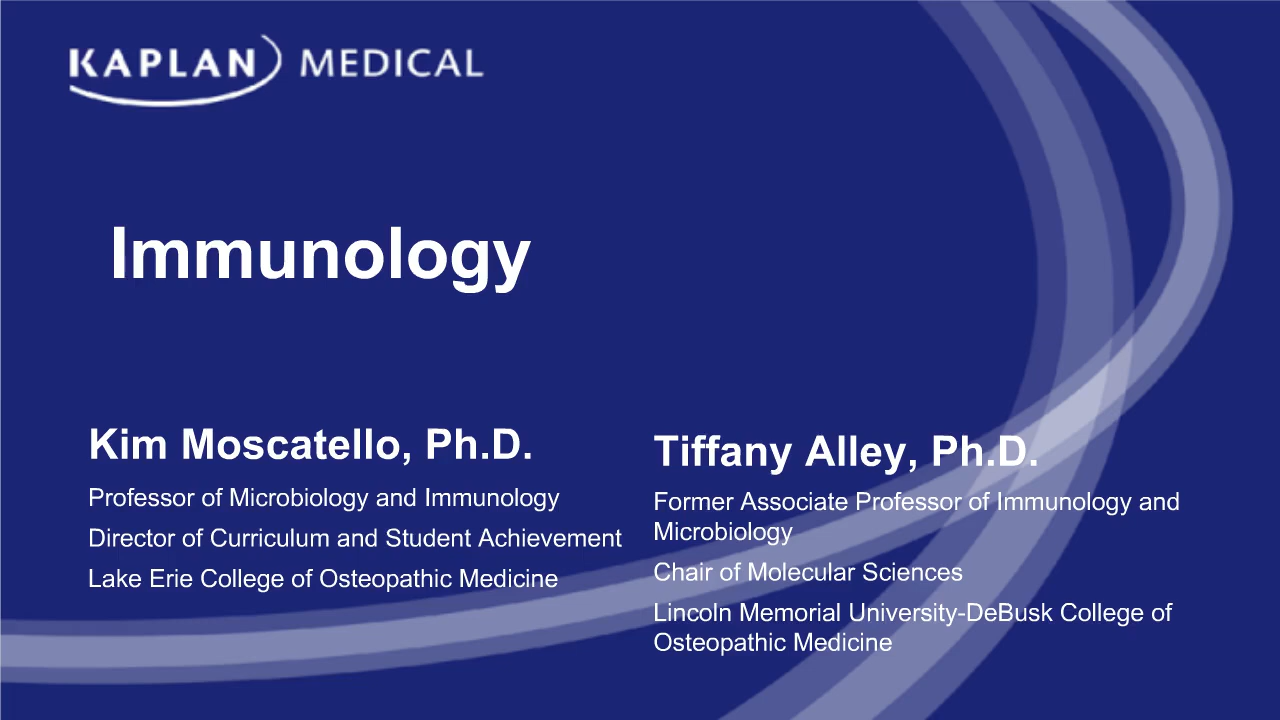 KAPLAN MEDICAL
Immunology
Kim Moscatello, Ph.D.
Professor of Microbiology and Immunology
Director of Curriculum and Student Achievement
Lake Erie College of Osteopathic Medicine
Tiffany Alley, Ph.D.
Former Associate Professor of Immunology and
Microbiology
Chair of Molecular Sciences
Lincoln Memorial University-DeBusk College of
Osteopathic Medicine